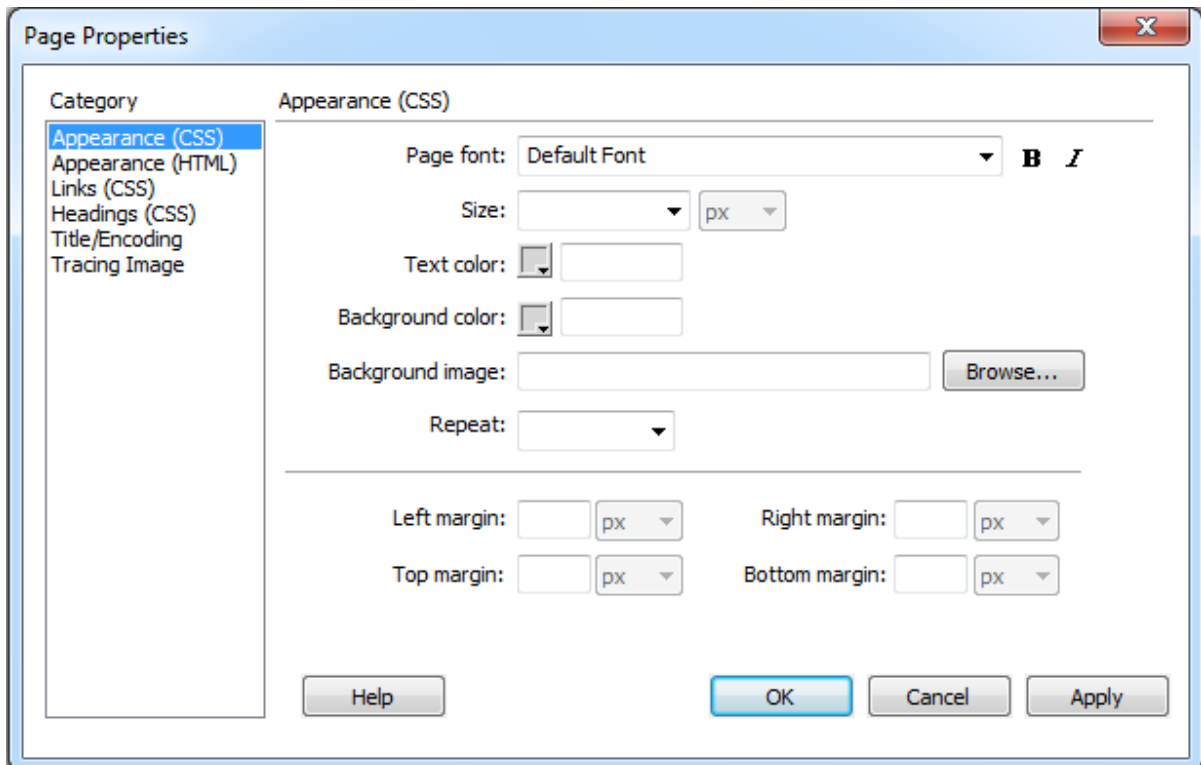 Page Properties
X
Category
Appearance (CSS)
Appearance (HTML)
Links (CSS)
Headings (CSS)
Title/Encoding
Tracing Image
Appearance (CSS)
Page font: Default Font B I
Size: px
Text color:
Background color:
Background image: Browse...
Repeat:
Left margin: px Right margin: px
Top margin: px Bottom margin: px
Help OK Cancel Apply